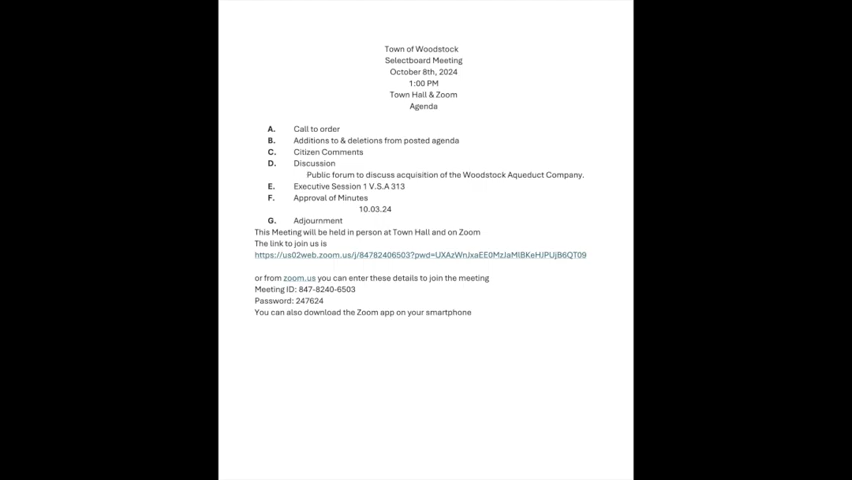 Town of Woodstock
Selectboard Meeting
October 8th, 2024
1:00 PM
Town Hall & Zoom
Agenda
A. Call to order
B. Additions to & deletions from posted agenda
C. Citizen Comments
D. Discussion
Public forum to discuss acquisition of the Woodstock Aqueduct Company.
E. Executive Session 1 V.S.A 313
F. Approval of Minutes
10.03.24
G. Adjournment
This Meeting will be held in person at Town Hall and on Zoom
The link to join us is
https://us02web.zoom.us/j/84782406503?pwd=UXAzWnJxaEE0MzJaMlBKeHJPUjB6QT09
or from zoom.us you can enter these details to join the meeting
Meeting ID: 847-8240-6503
Password: 247624
You can also download the Zoom app on your smartphone